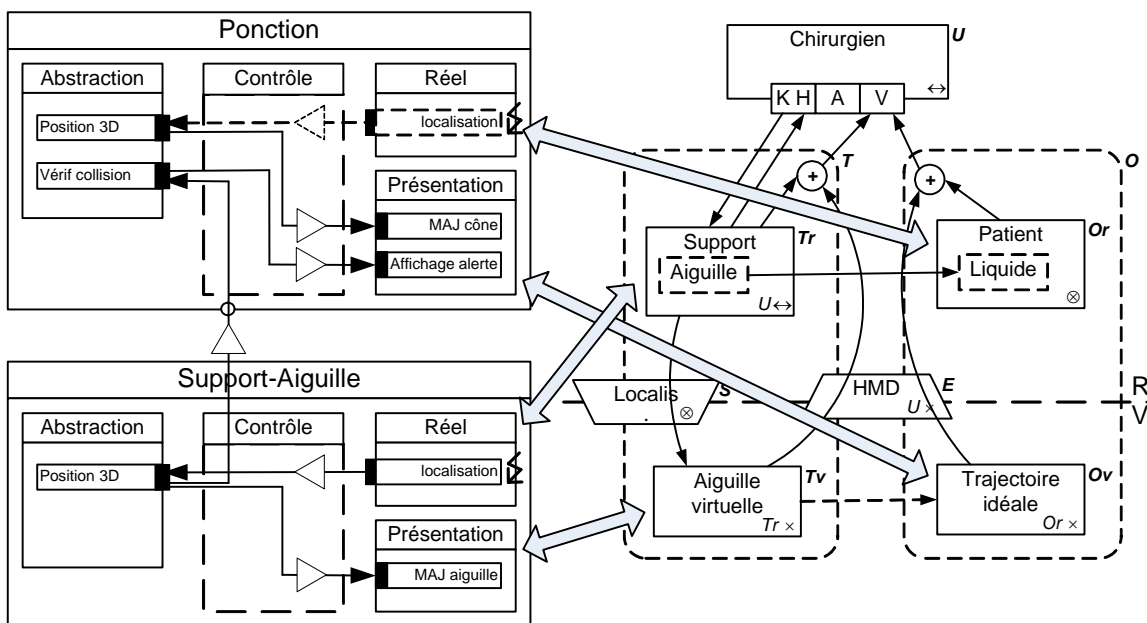 Ponction
Abstraction
Contrôle
Réel
Position 3D
localisation
Vérif collision
Présentation
MAJ cône
Affichage alerte
Support-Aiguille
Abstraction
Contrôle
Réel
Position 3D
localisation
Présentation
MAJ aiguille
Chirurgien
U
↔
K H A V
T
O
+
+
Support
Tr
Aiguille
U ↔
Patient
Or
Liquide
⊗
Localis
.
⊗
S
HMD
E
U ×
R
V
Aiguille
virtuelle
Tv
Tr ×
Trajectoire
idéale
Ov
Or ×